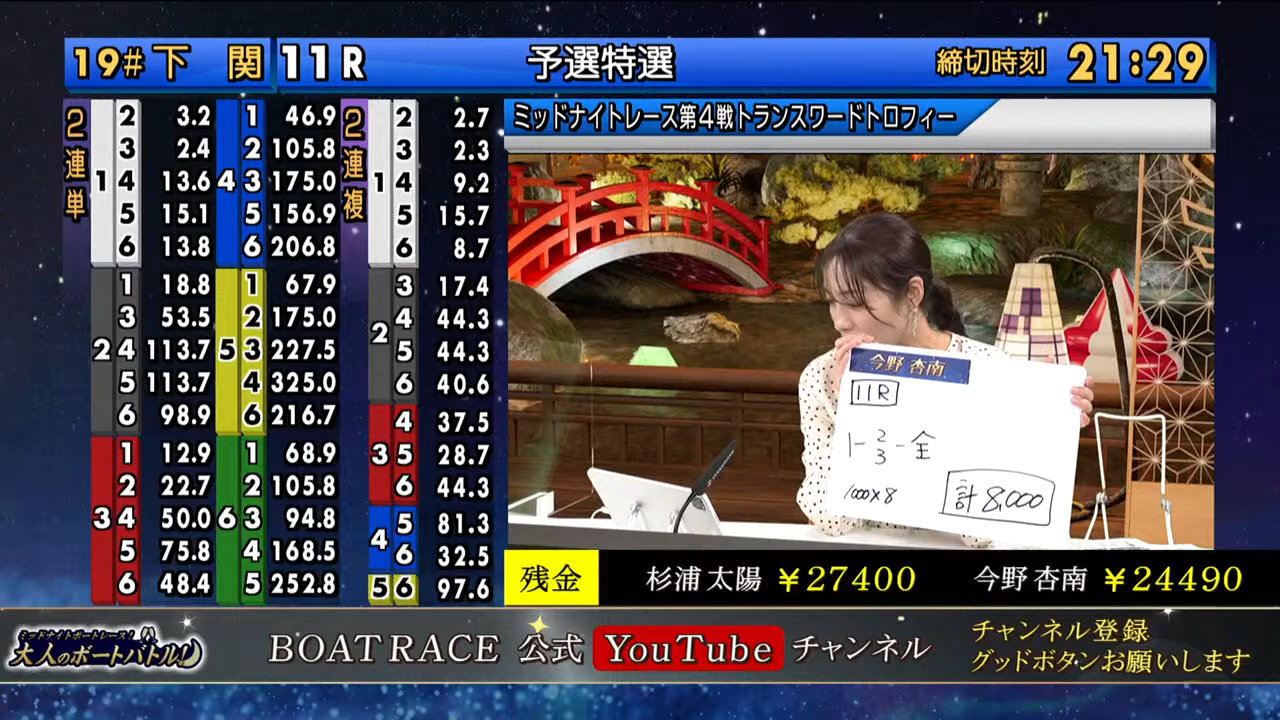 19# 下 関 11R 予選特選 締切時刻 21:29
ミッドナイトレース第4戦トランスワードトロフィー
2連単 2連複
1 2 3.2 4 1 46.9 1 2 2.7
3 2.4 2 105.8 3 2.3
4 13.6 3 175.0 4 9.2
5 15.1 5 156.9 5 15.7
6 13.8 6 206.8 6 8.7
2 1 18.8 5 1 67.9 2 3 17.4
3 53.5 2 175.0 4 44.3
4 113.7 3 227.5 5 44.3
5 113.7 4 325.0 6 40.6
6 98.9 6 216.7 3 4 37.5
3 1 12.9 6 1 68.9 5 28.7
2 22.7 2 105.8 6 44.3
4 50.0 3 94.8 4 5 81.3
5 75.8 4 168.5 6 32.5
6 48.4 5 252.8 5 6 97.6
今野 杏南
11R
1-2/3-全
1000×8
計8,000
残金 杉浦 太陽 ￥27400 今野 杏南 ￥24490
ミッドナイトボートレース!
大人のボートバトル!
BOAT RACE 公式 YouTube チャンネル
チャンネル登録
グッドボタンお願いします